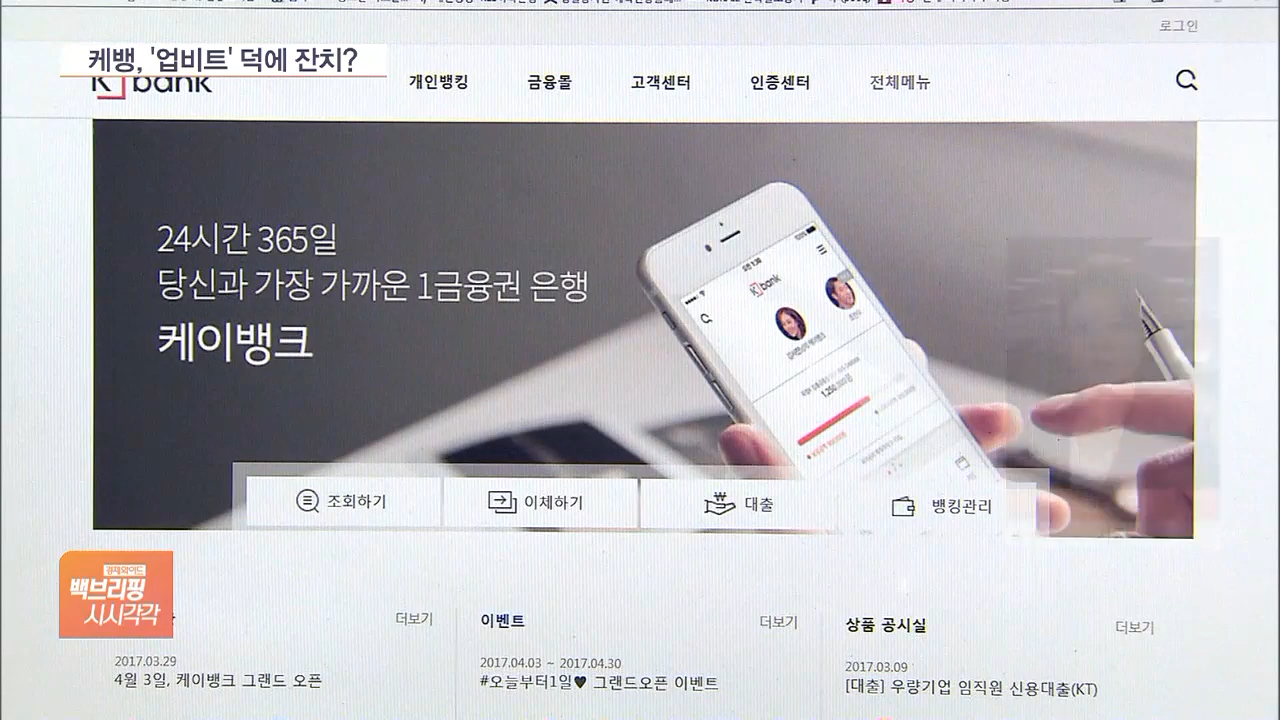 로그인
케뱅, '업비트' 덕에 잔치?
K bank
개인뱅킹
금융몰
고객센터
인증센터
전체메뉴
24시간 365일
당신과 가장 가까운 1금융권 은행
케이뱅크
K bank
1,250,000원
조회하기
이체하기
대출
뱅킹관리
경제와이드
백브리핑
시시각각
더보기
이벤트
더보기
상품 공시실
더보기
2017.03.29
4월 3일, 케이뱅크 그랜드 오픈
2017.04.03 ~ 2017.04.30
#오늘부터1일♥ 그랜드오픈 이벤트
2017.03.09
[대출] 우량기업 임직원 신용대출(KT)